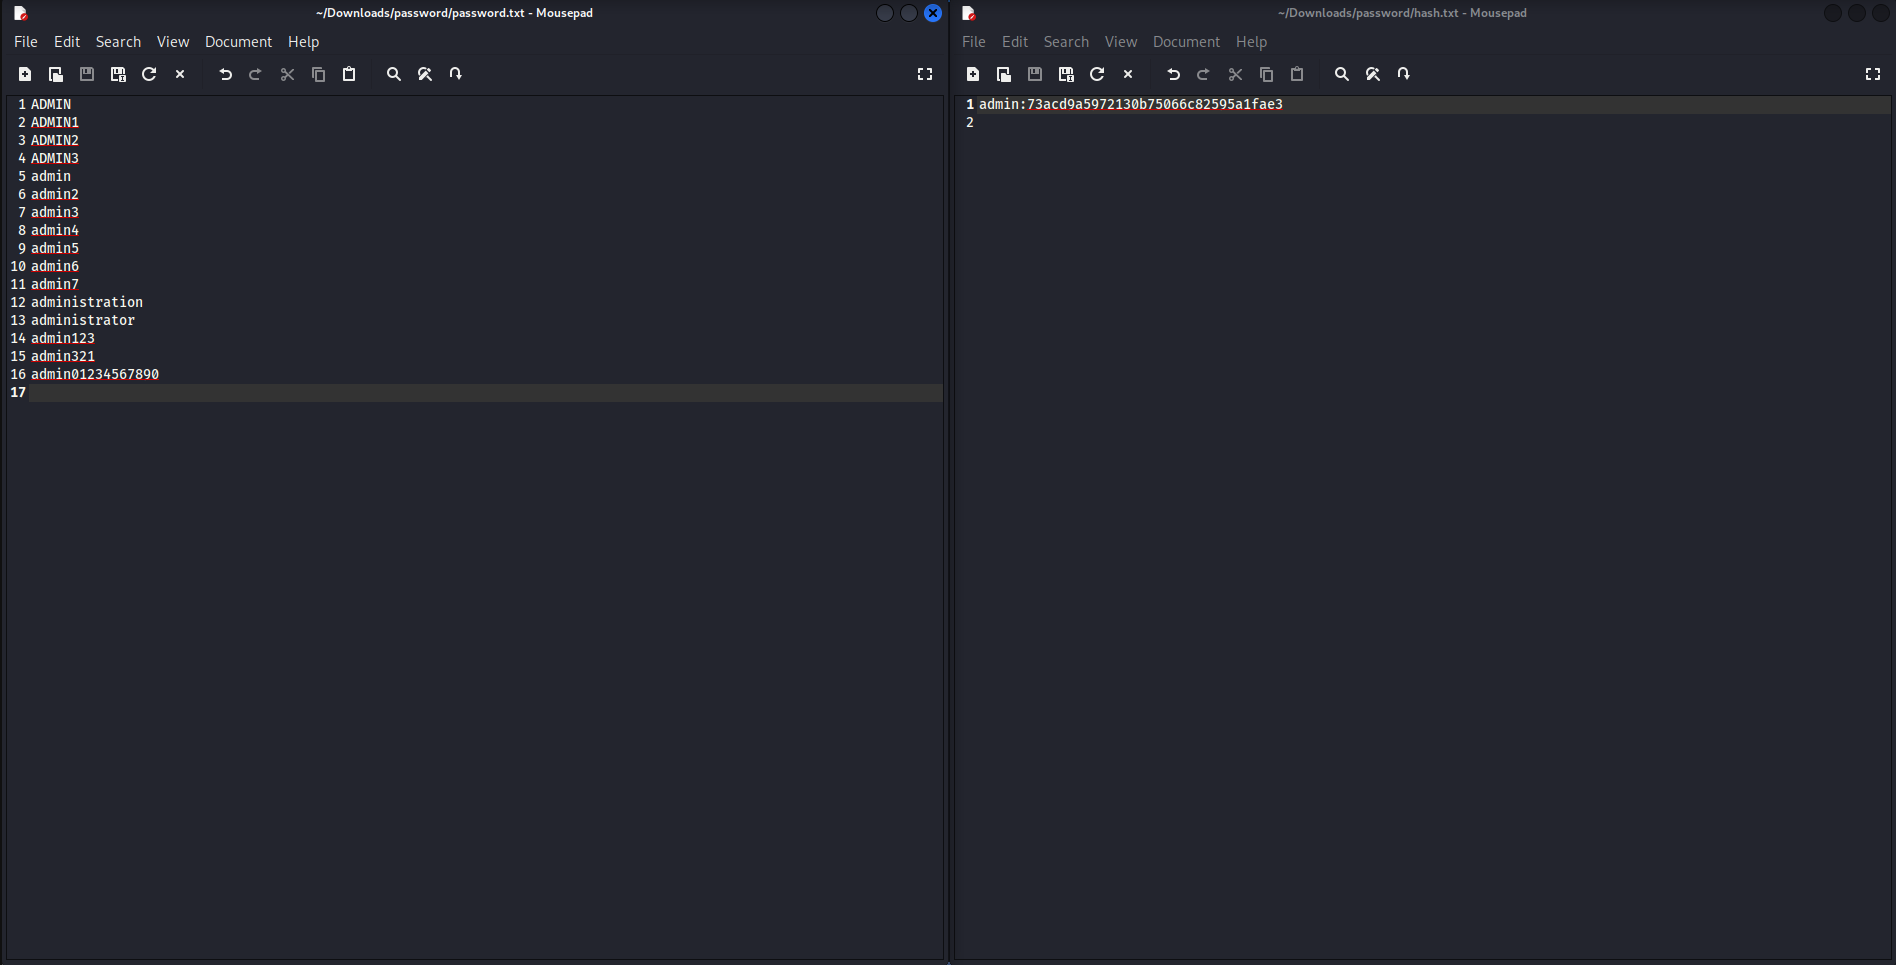 ~/Downloads/password/password.txt - Mousepad
File Edit Search View Document Help
1 ADMIN
2 ADMIN1
3 ADMIN2
4 ADMIN3
5 admin
6 admin2
7 admin3
8 admin4
9 admin5
10 admin6
11 admin7
12 administration
13 administrator
14 admin123
15 admin321
16 admin01234567890
17
~/Downloads/password/hash.txt - Mousepad
File Edit Search View Document Help
1 admin:73acd9a5972130b75066c82595a1fae3
2